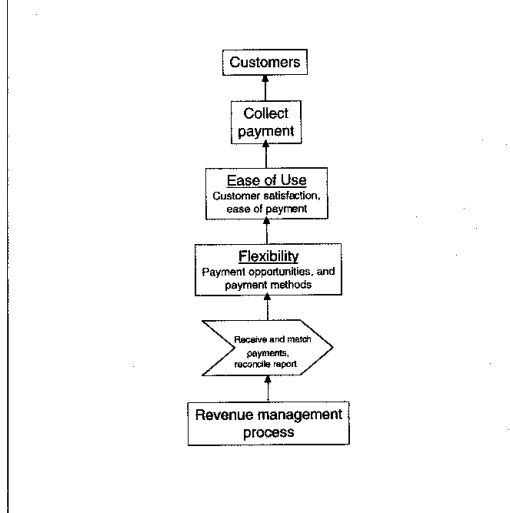 Customers
Collect
payment
Ease of Use
Customer satisfaction,
ease of payment
Flexibility
Payment opportunities, and
payment methods
Receive and match
payments,
reconcile report
Revenue management
process